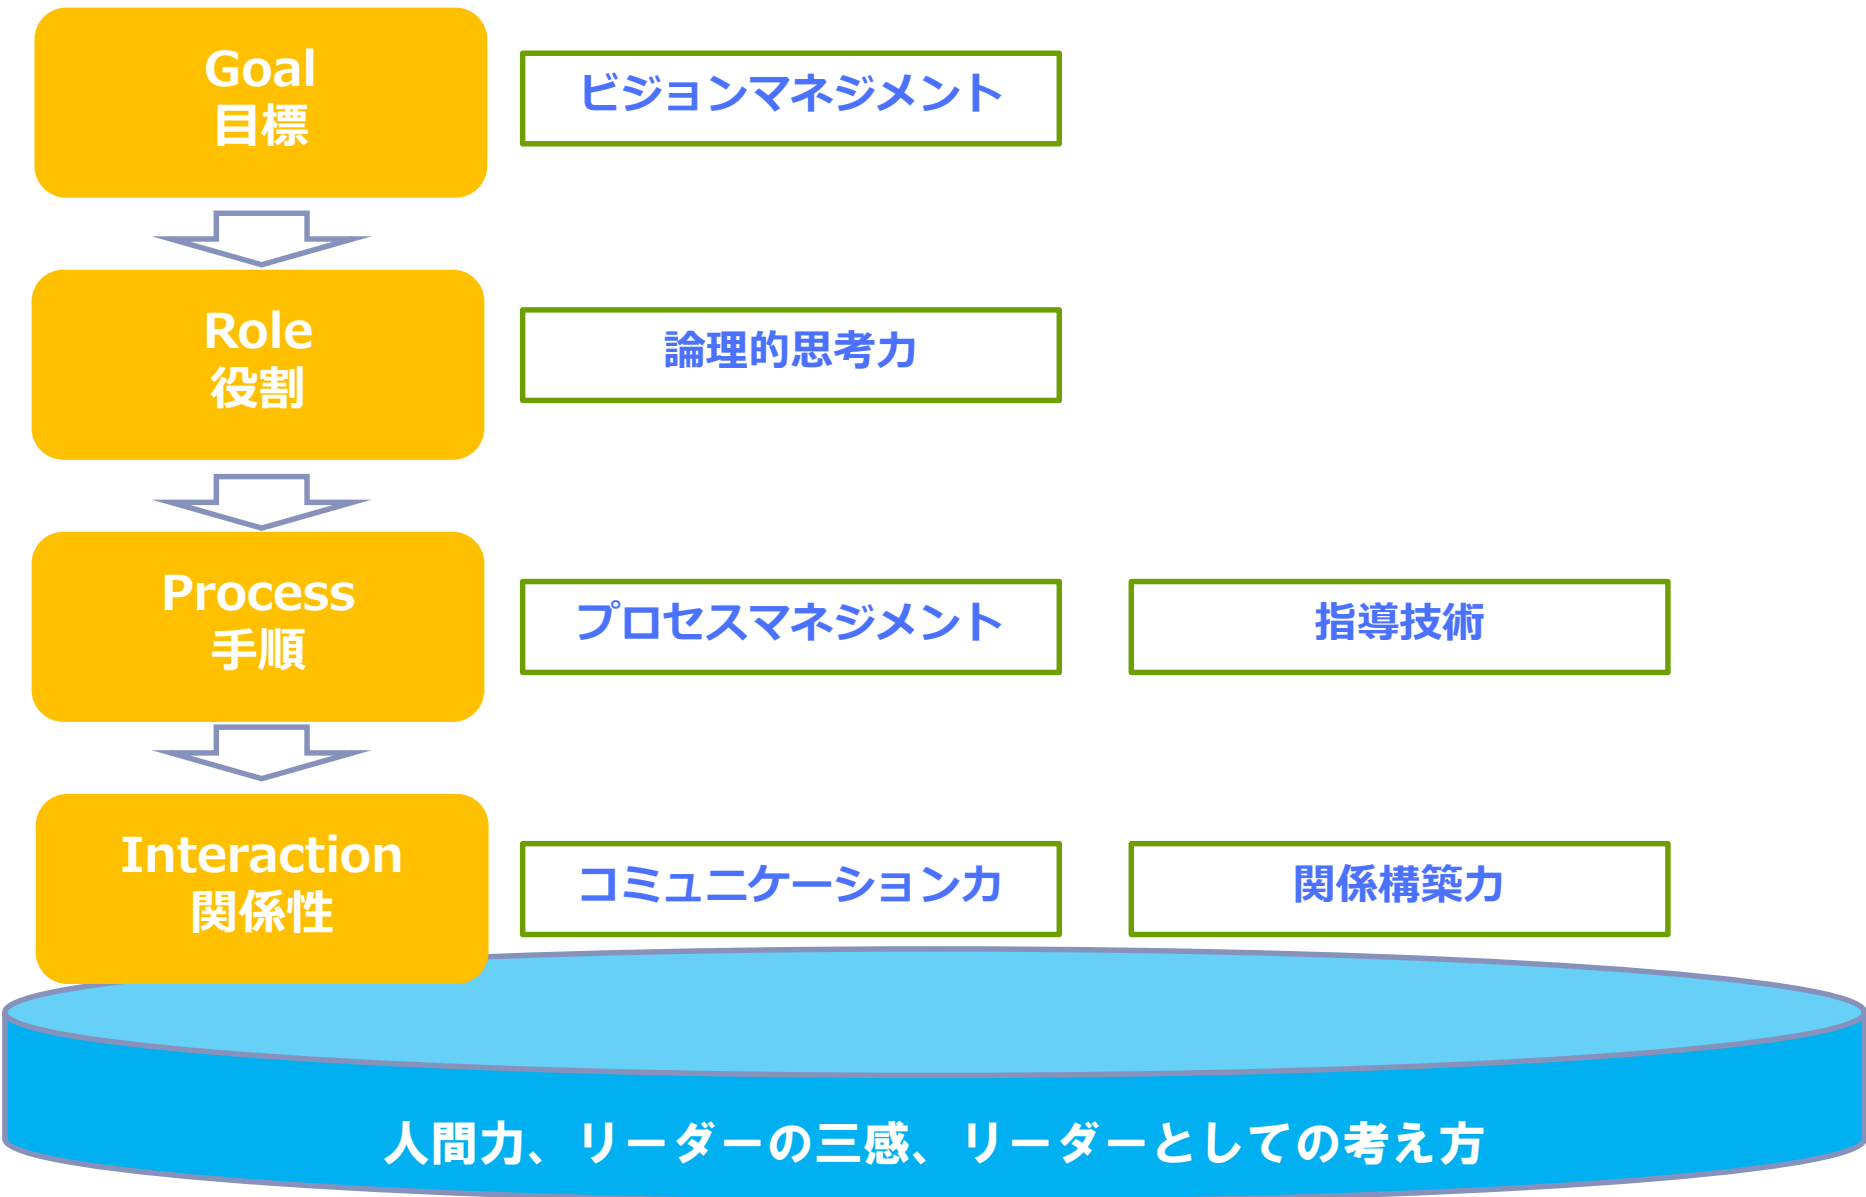 Goal
目標
ビジョンマネジメント
Role
役割
論理的思考力
Process
手順
プロセスマネジメント
指導技術
Interaction
関係性
コミュニケーション力
関係構築力
人間力、リーダーの三感、リーダーとしての考え方